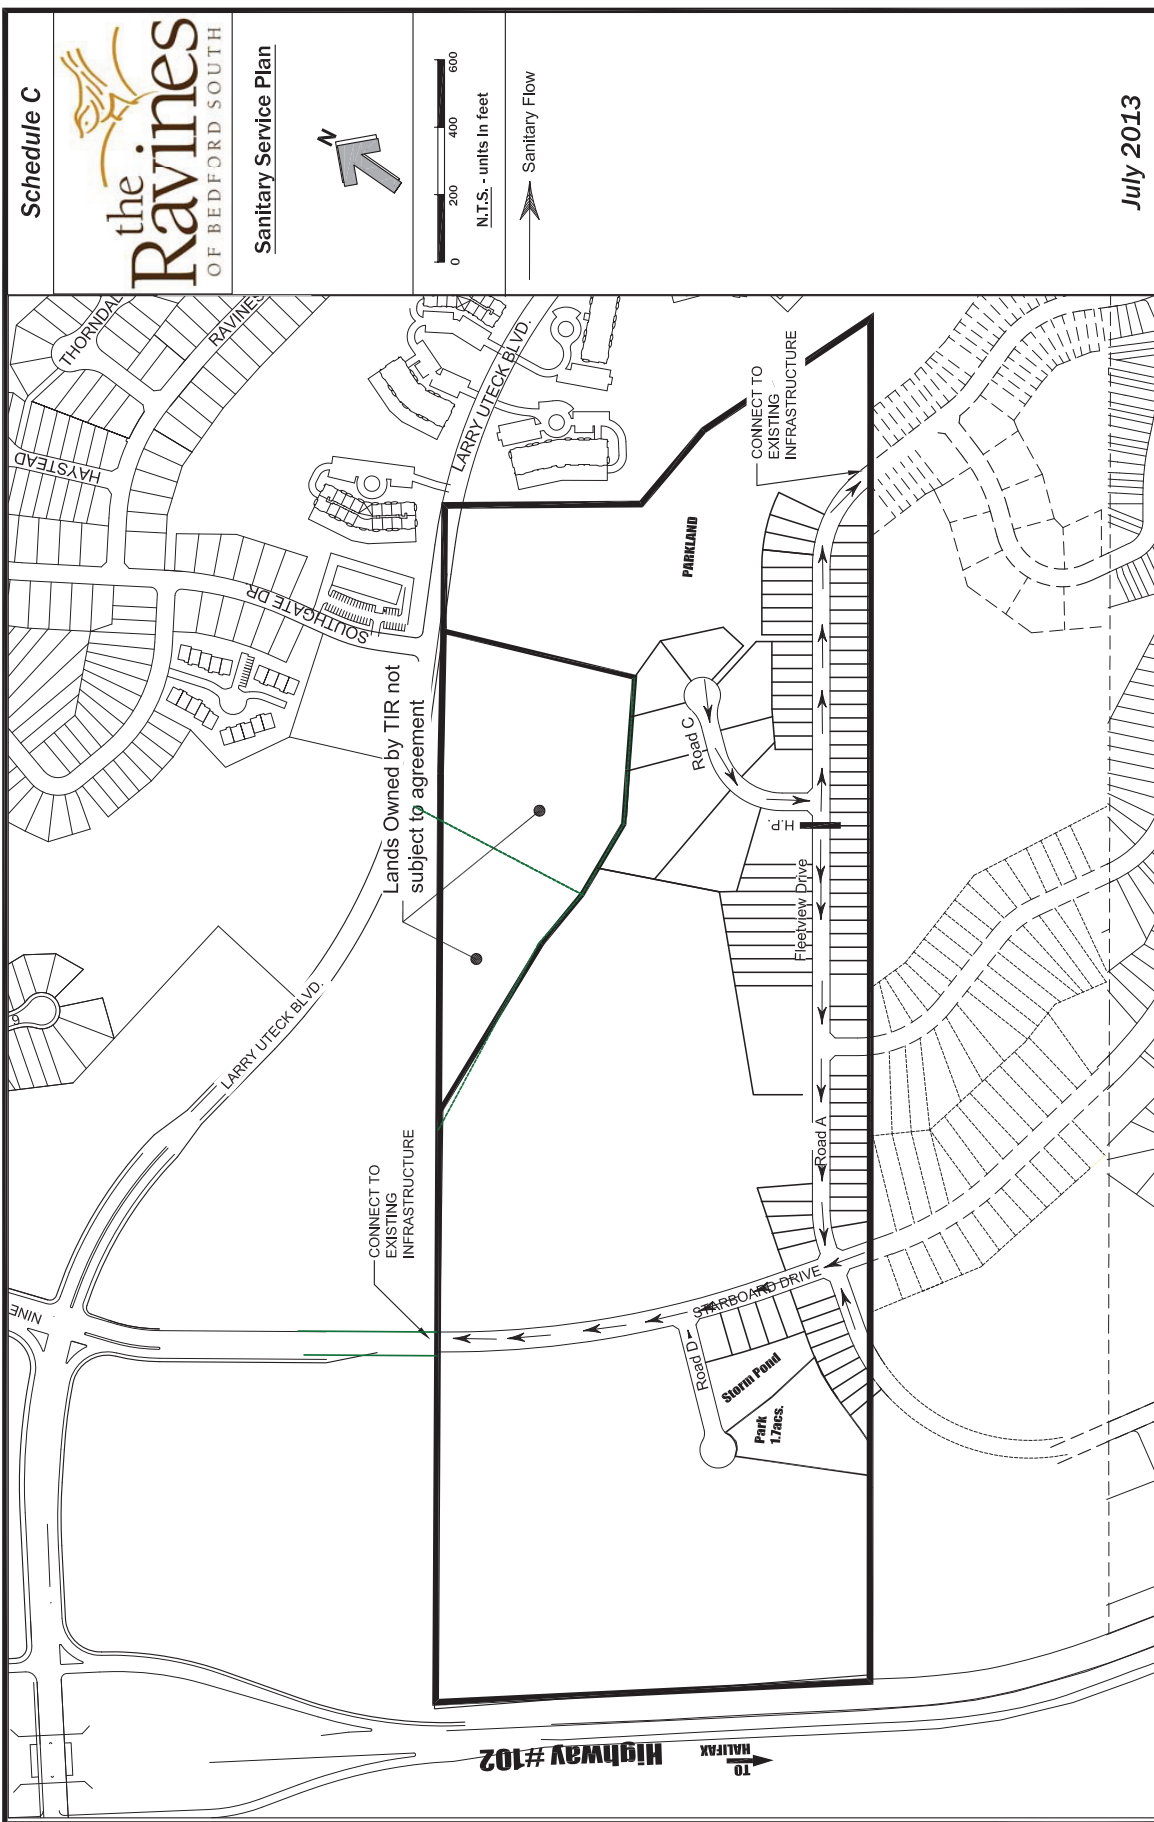 Schedule C
the
Ravines
OF BEDFORD SOUTH
Sanitary Service Plan
N
0 200 400 600
N.T.S. - units in feet
Sanitary Flow
July 2013
THORNDAL
RAVINES
HAYSTEAD
SOUTHGATE DR
LARRY UTECK BLVD.
LARRY UTECK BLVD.
NINE
Lands Owned by TIR not
subject to agreement
CONNECT TO
EXISTING
INFRASTRUCTURE
CONNECT TO
EXISTING
INFRASTRUCTURE
PARKLAND
Road C
H.P.
Fleetview Drive
Road A
STARBOARD DRIVE
Road D
Storm Pond
Park
1.7acs.
Highway #102
TO
HALIFAX